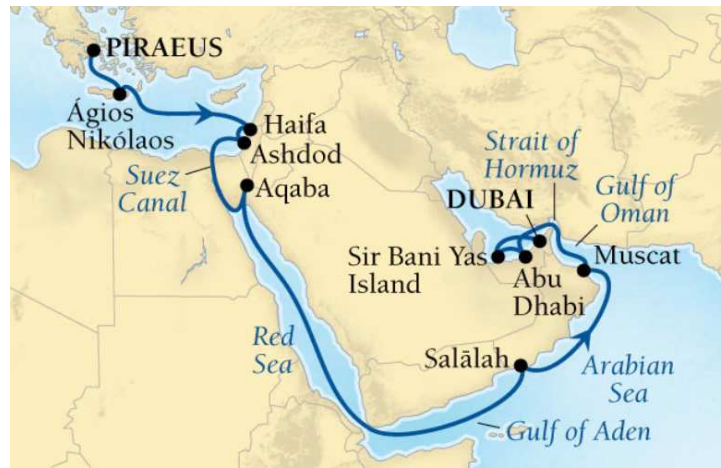 PIRAEUS
Ágios
Nikólaos
Haifa
Ashdod
Suez
Canal
Aqaba
Strait of
Hormuz
DUBAI
Gulf of
Oman
Sir Bani Yas
Island
Abu
Dhabi
Muscat
Red
Sea
Salālah
Arabian
Sea
Gulf of Aden